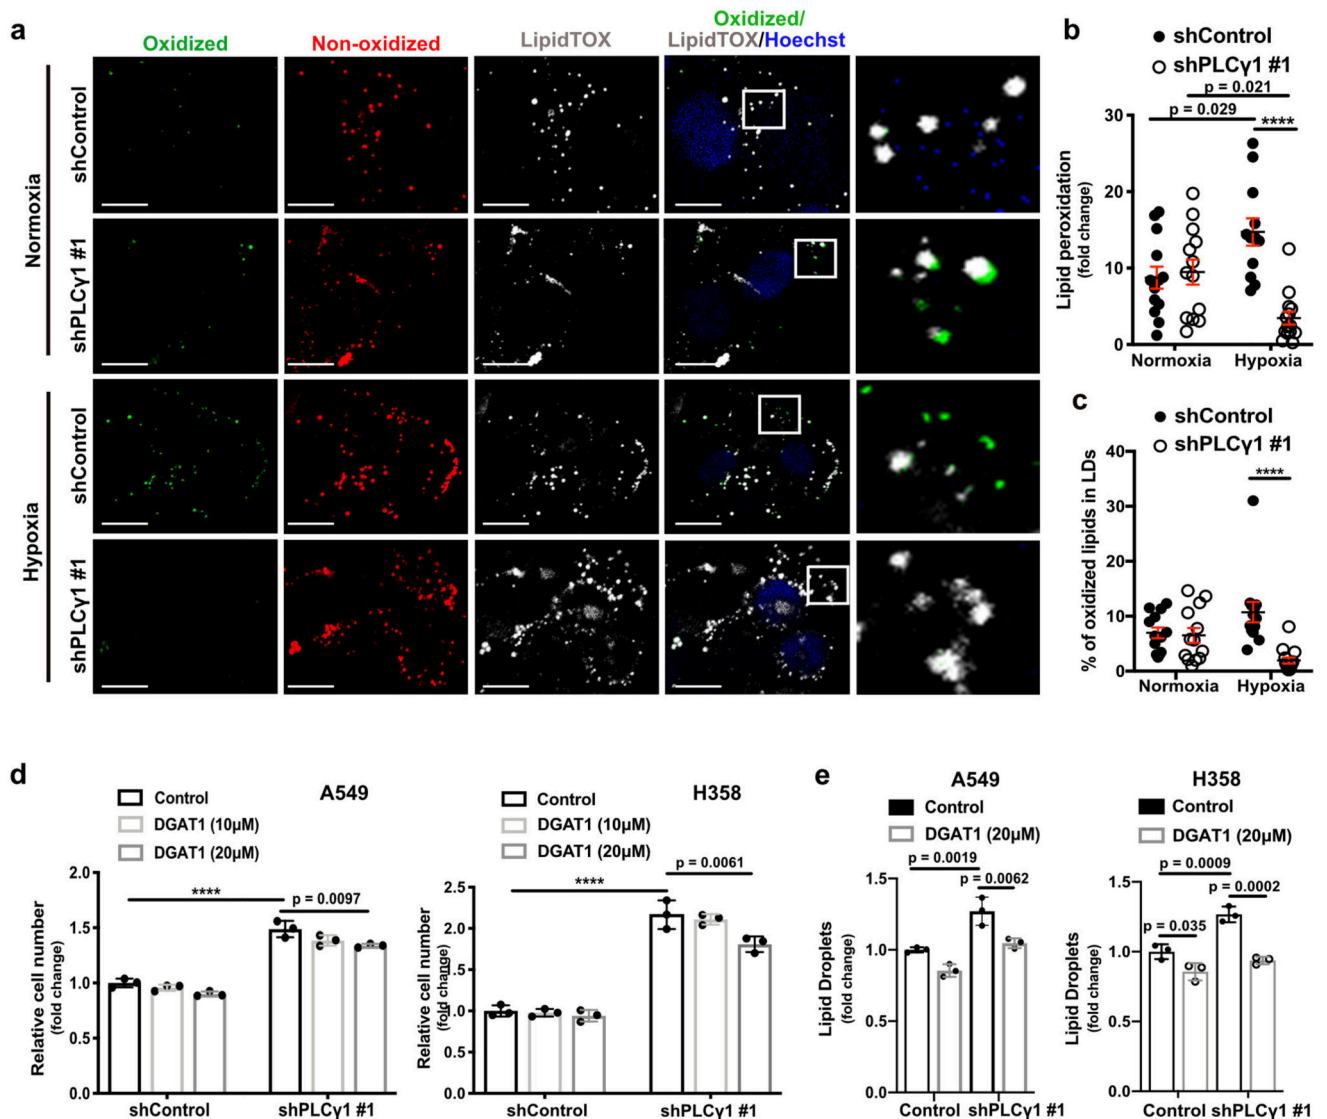 a
Oxidized
Non-oxidized
LipidTOX
Oxidized/
LipidTOX/Hoechst
Normoxia
shControl
shPLCγ1 #1
Hypoxia
shControl
shPLCγ1 #1
b
shControl
shPLCγ1 #1
p = 0.021
p = 0.029
****
Lipid peroxidation
(fold change)
30
20
10
0
Normoxia
Hypoxia
c
shControl
shPLCγ1 #1
****
% of oxidized lipids in LDs
40
30
20
10
0
Normoxia
Hypoxia
d
A549
Control
DGAT1 (10µM)
DGAT1 (20µM)
****
p = 0.0097
Relative cell number
(fold change)
2.0
1.5
1.0
0.5
0.0
shControl
shPLCγ1 #1
H358
Control
DGAT1 (10µM)
DGAT1 (20µM)
****
p = 0.0061
Relative cell number
(fold change)
2.5
2.0
1.5
1.0
0.5
0.0
shControl
shPLCγ1 #1
e
A549
Control
DGAT1 (20µM)
p = 0.0019
p = 0.0062
Lipid Droplets
(fold change)
1.5
1.0
0.5
0.0
Control
shPLCγ1 #1
H358
Control
DGAT1 (20µM)
p = 0.0009
p = 0.0002
p = 0.035
Lipid Droplets
(fold change)
1.5
1.0
0.5
0.0
Control
shPLCγ1 #1